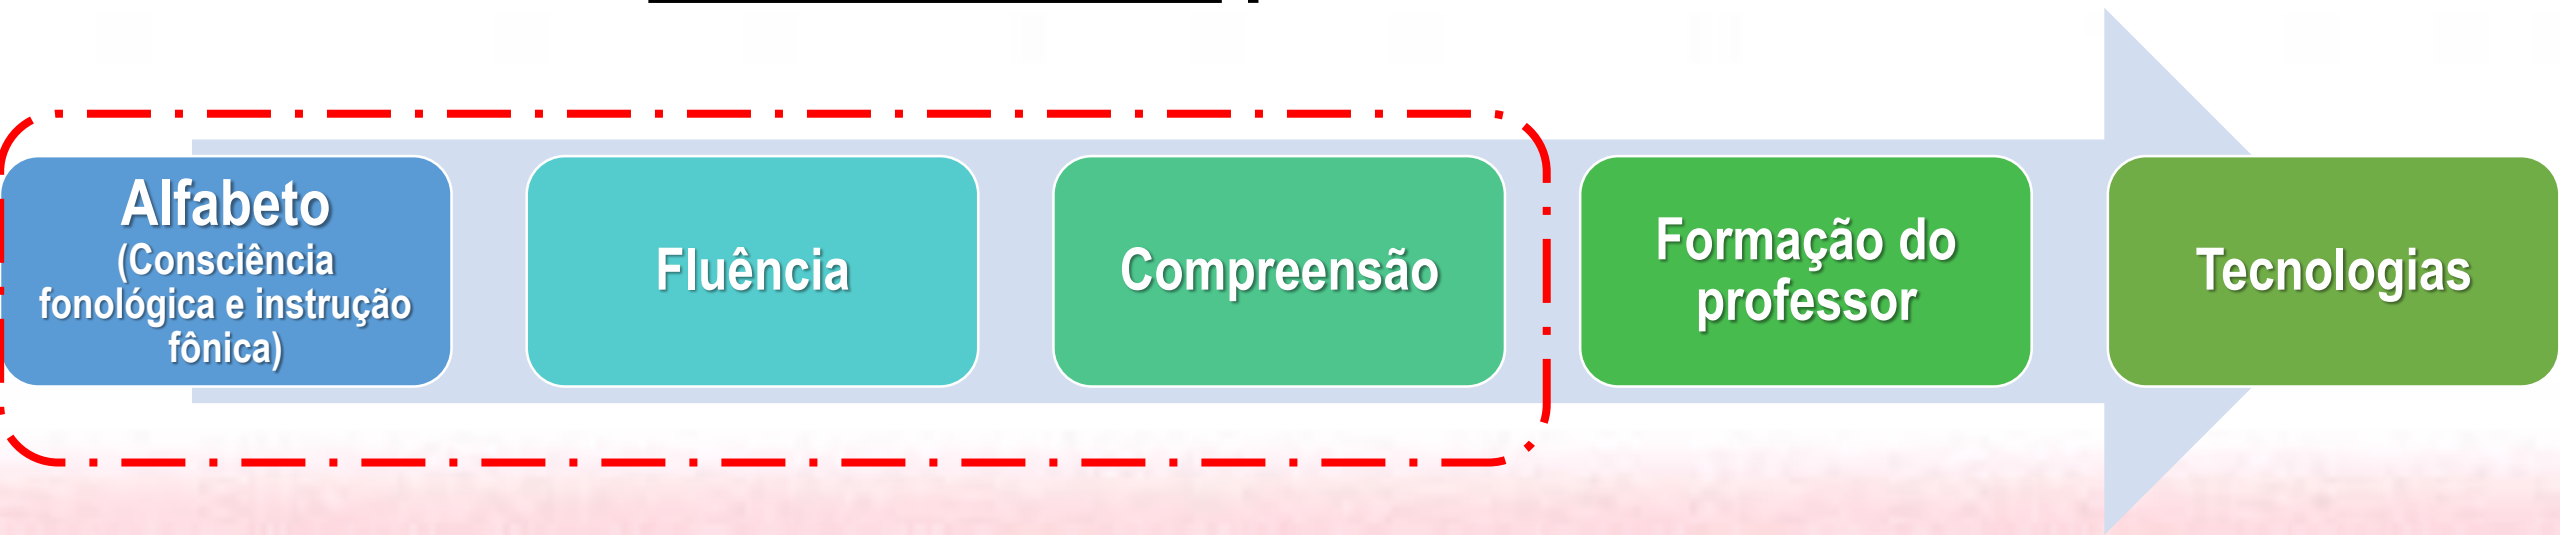 Alfabeto
(Consciência
fonológica e instrução
fônica)
Fluência
Compreensão
Formação do
professor
Tecnologias